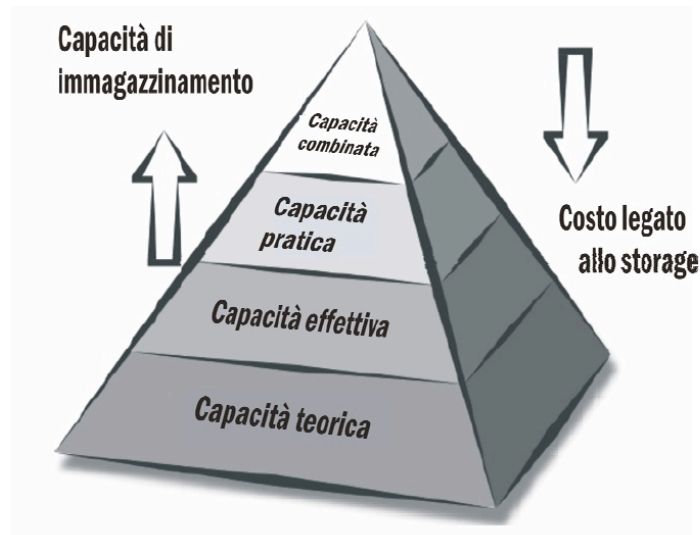 Capacità di
immagazzinamento
Capacità
combinata
Capacità
pratica
Capacità effettiva
Capacità teorica
Costo legato
allo storage